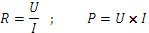 R = U/I ; P = U × I